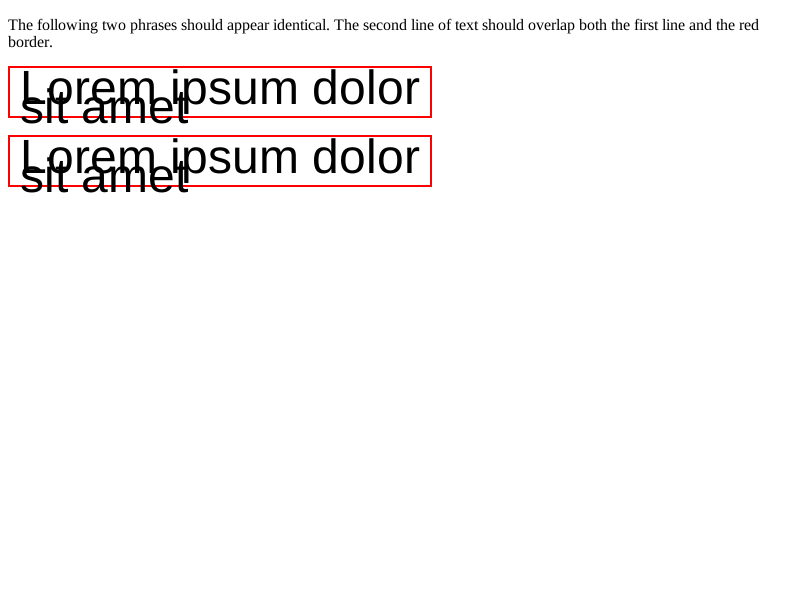 The following two phrases should appear identical. The second line of text should overlap both the first line and the red
border.
Lorem ipsum dolor
sit amet
Lorem ipsum dolor
sit amet